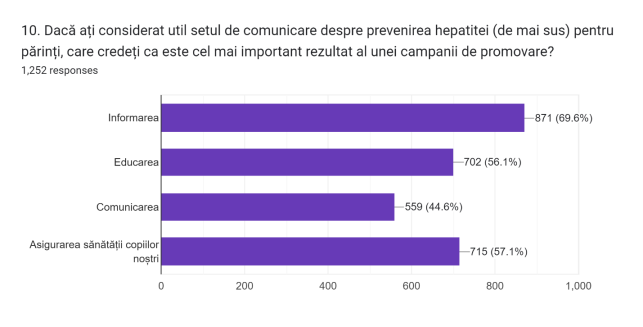 10. Dacă ați considerat util setul de comunicare despre prevenirea hepatitei (de mai sus) pentru
părinți, care credeți ca este cel mai important rezultat al unei campanii de promovare?
1,252 responses
Informarea
871 (69.6%)
Educarea
702 (56.1%)
Comunicarea
559 (44.6%)
Asigurarea sănătății copiilor
noștri
715 (57.1%)
0
200
400
600
800
1,000